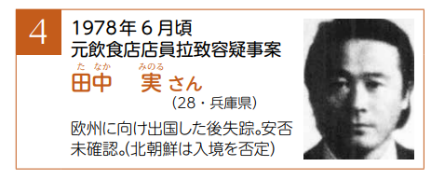 4
1978年6月頃
元飲食店店員拉致容疑事案
た なか みのる
田中 実 さん
(28・兵庫県)
欧州に向け出国した後失踪。安否
未確認。(北朝鮮は入境を否定)